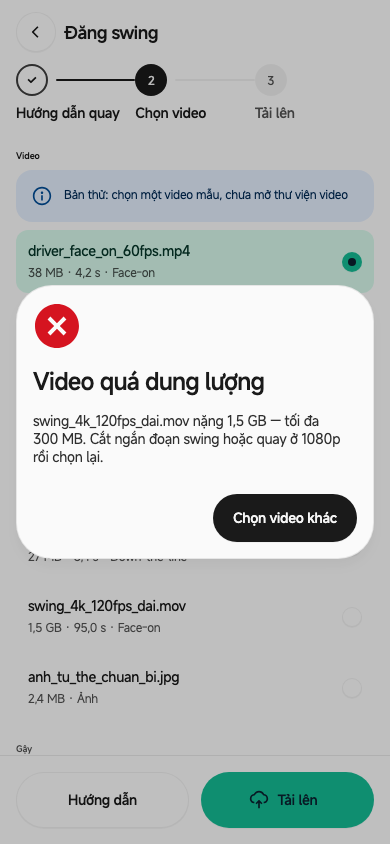 Đăng swing
2
3
Hướng dẫn quay
Chọn video
Tải lên
Video
Bản thử: chọn một video mẫu, chưa mở thư viện video
driver_face_on_60fps.mp4
38 MB · 4,2 s · Face-on
Video quá dung lượng
swing_4k_120fps_dai.mov nặng 1,5 GB — tối đa
300 MB. Cắt ngắn đoạn swing hoặc quay ở 1080p
rồi chọn lại.
Chọn video khác
swing_4k_120fps_dai.mov
1,5 GB · 95,0 s · Face-on
anh_tu_the_chuan_bi.jpg
2,4 MB · Ảnh
Gậy
Hướng dẫn
Tải lên